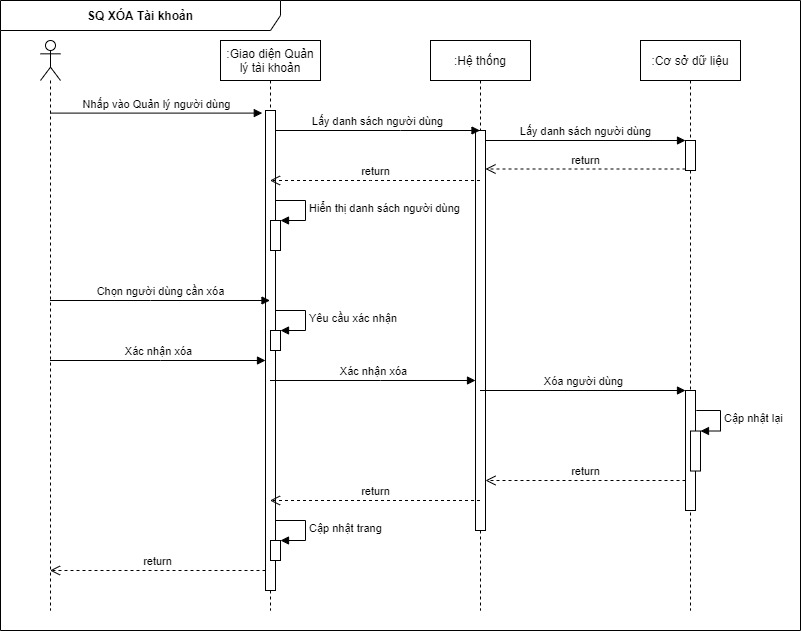 SQ XÓA Tài khoản
:Giao diện Quản
lý tài khoản
:Hệ thống
:Cơ sở dữ liệu
Nhấp vào Quản lý người dùng
Lấy danh sách người dùng
Lấy danh sách người dùng
return
return
Hiển thị danh sách người dùng
Chọn người dùng cần xóa
Yêu cầu xác nhận
Xác nhận xóa
Xác nhận xóa
Xóa người dùng
Cập nhật lại
return
return
Cập nhật trang
return